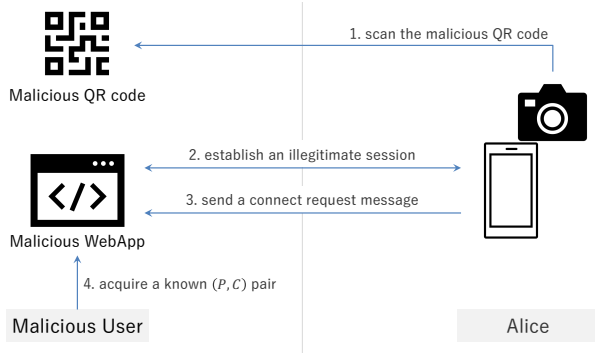 1. scan the malicious QR code
Malicious QR code
2. establish an illegitimate session
</>
3. send a connect request message
Malicious WebApp
4. acquire a known (P, C) pair
Malicious User
Alice